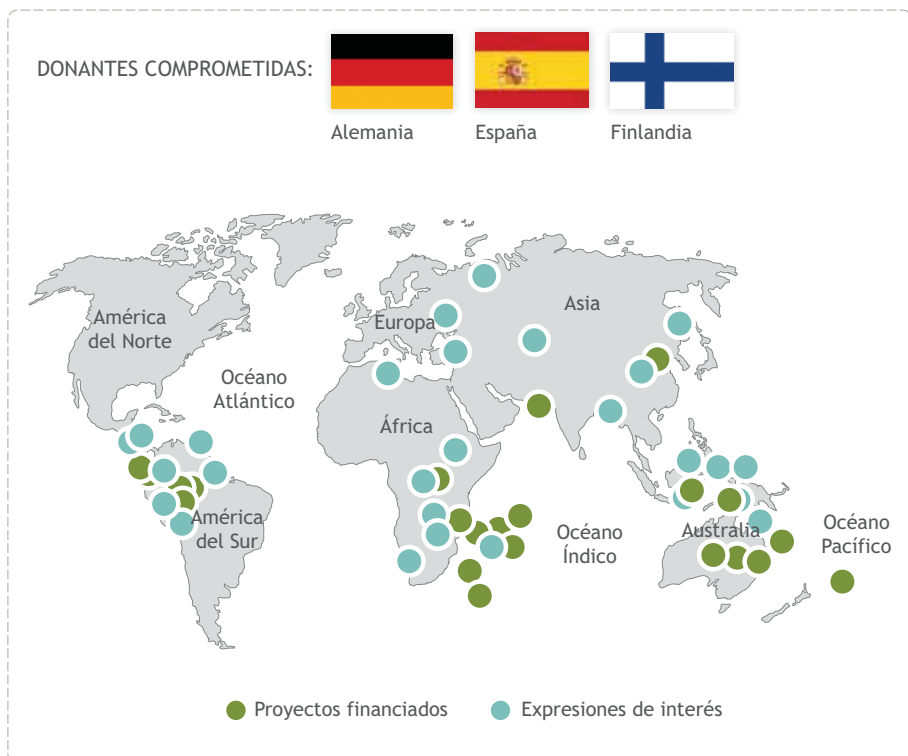 DONANTES COMPROMETIDAS:
Alemania
España
Finlandia
América
del Norte
Europa
Asia
Océano
Atlántico
África
América
del Sur
Océano
Índico
Australia
Océano
Pacífico
Proyectos financiados
Expresiones de interés